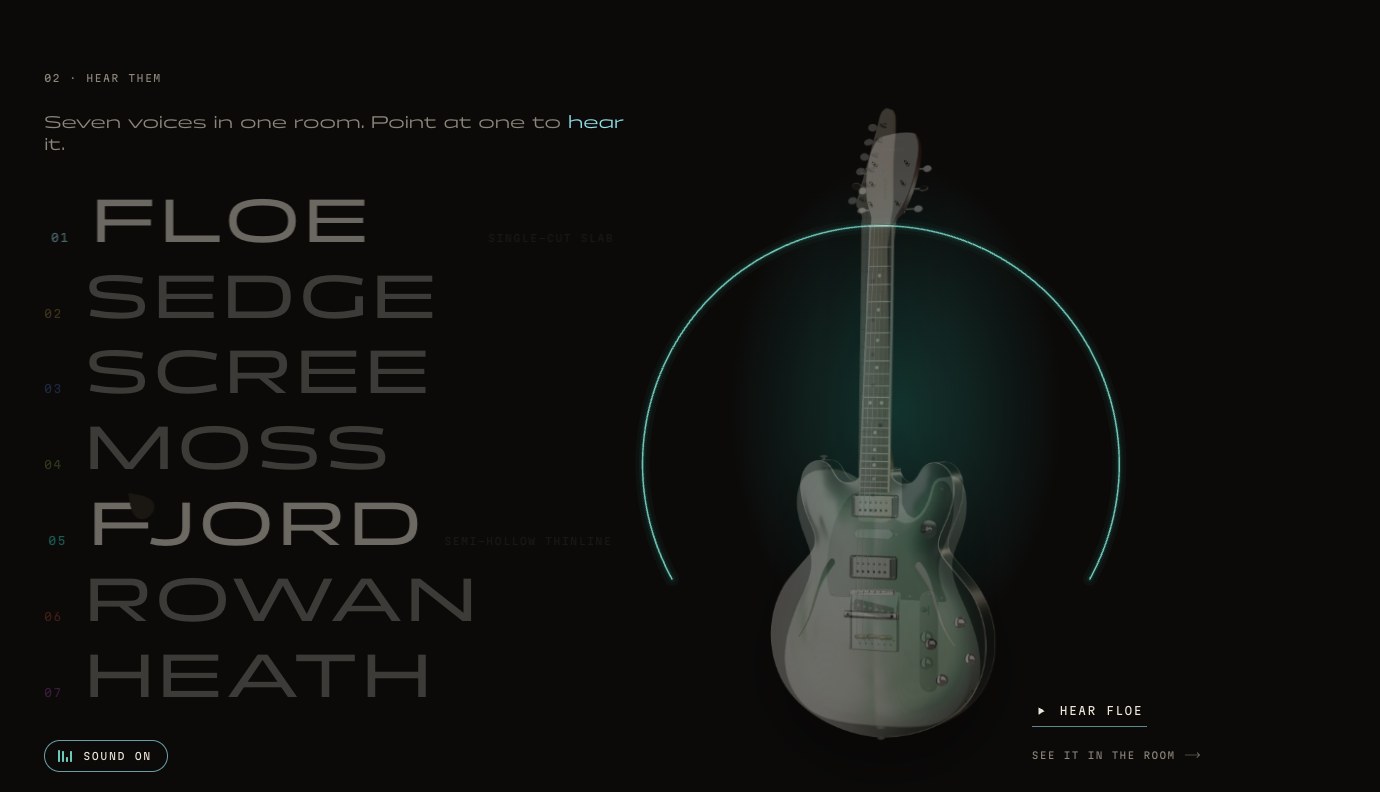 02 · HEAR THEM
Seven voices in one room. Point at one to hear
it.
01 FLOE SINGLE-CUT SLAB
02 SEDGE
03 SCREE
04 MOSS
05 FJORD SEMI-HOLLOW THINLINE
06 ROWAN
07 HEATH
SOUND ON
HEAR FLOE
SEE IT IN THE ROOM →